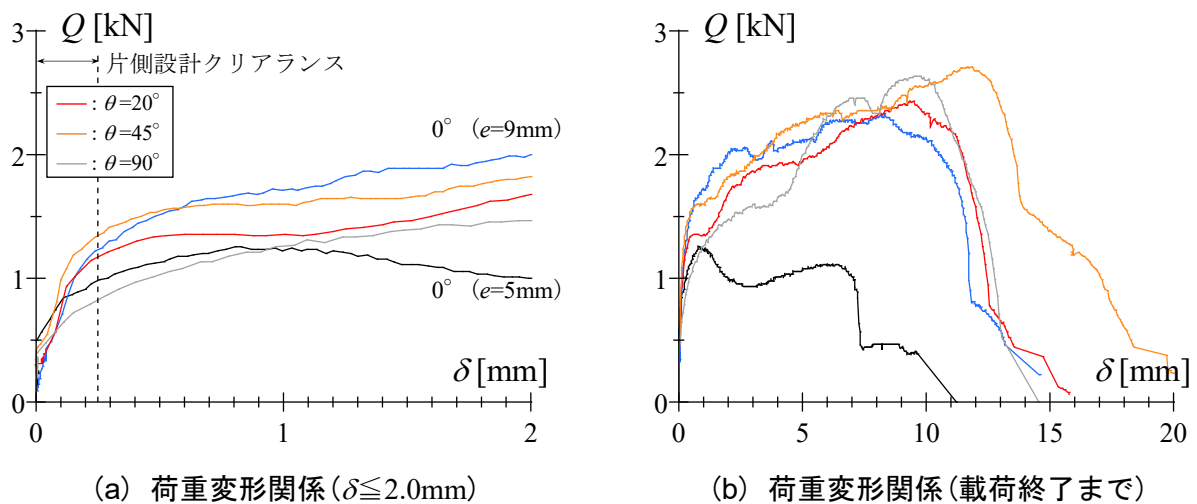 Q [kN]
3
片側設計クリアランス
: θ=20°
: θ=45°
: θ=90°
0° (e=9mm)
2
1
0° (e=5mm)
δ [mm]
0
0
1
2
(a) 荷重変形関係(δ≦2.0mm)
Q [kN]
3
2
1
δ [mm]
0
0
5
10
15
20
(b) 荷重変形関係(載荷終了まで)